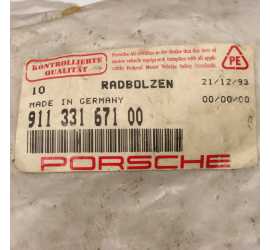 KONTROLLIERTE
QUALITÄT
PE
10 RADBOLZEN 21/12/93
MADE IN GERMANY 00/00/00
911 331 671 00
PORSCHE